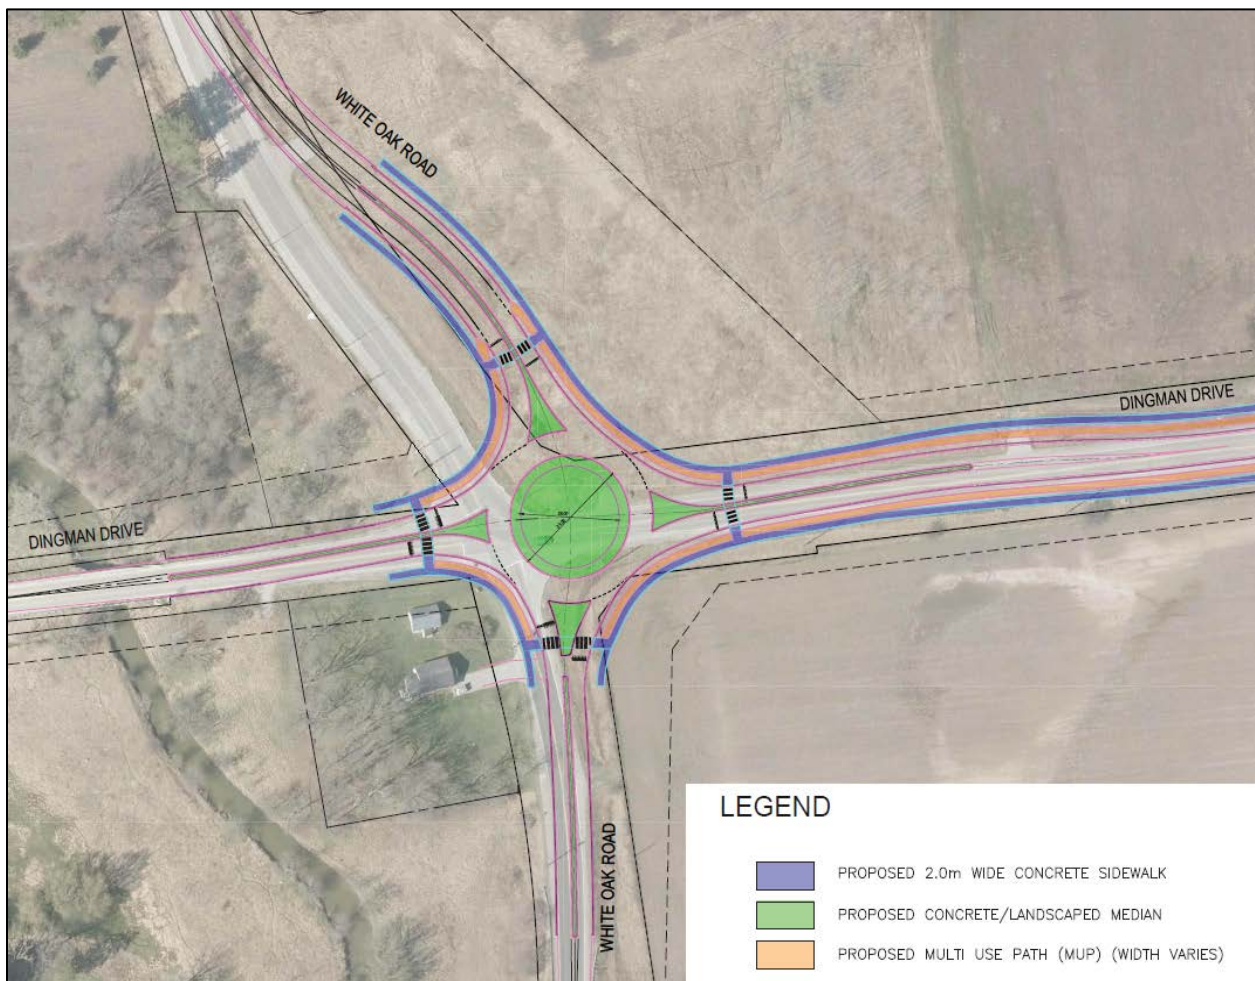 WHITE OAK ROAD
DINGMAN DRIVE
DINGMAN DRIVE
WHITE OAK ROAD
LEGEND
PROPOSED 2.0m WIDE CONCRETE SIDEWALK
PROPOSED CONCRETE/LANDSCAPED MEDIAN
PROPOSED MULTI USE PATH (MUP) (WIDTH VARIES)